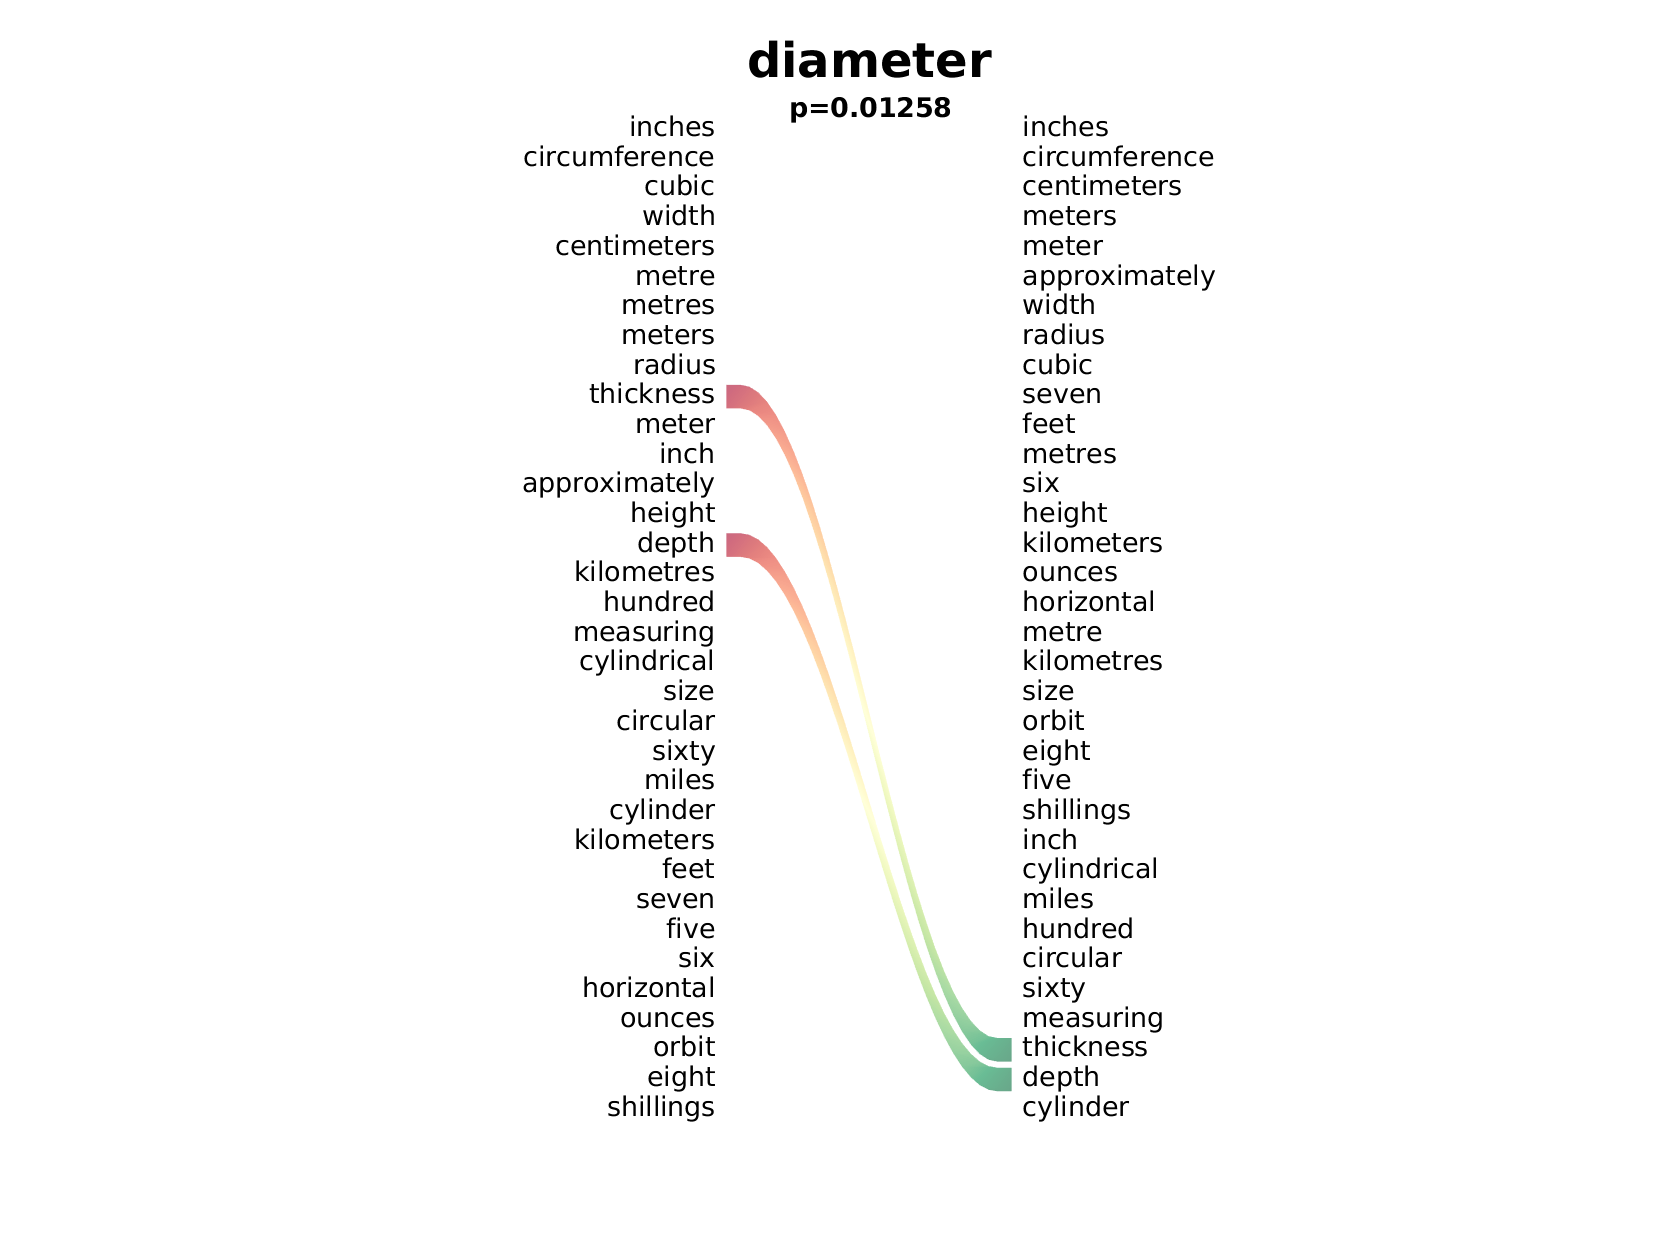 diameter
p=0.01258
inches
circumference
cubic
width
centimeters
metre
metres
meters
radius
thickness
meter
inch
approximately
height
depth
kilometres
hundred
measuring
cylindrical
size
circular
sixty
miles
cylinder
kilometers
feet
seven
five
six
horizontal
ounces
orbit
eight
shillings
inches
circumference
centimeters
meters
meter
approximately
width
radius
cubic
seven
feet
metres
six
height
kilometers
ounces
horizontal
metre
kilometres
size
orbit
eight
five
shillings
inch
cylindrical
miles
hundred
circular
sixty
measuring
thickness
depth
cylinder